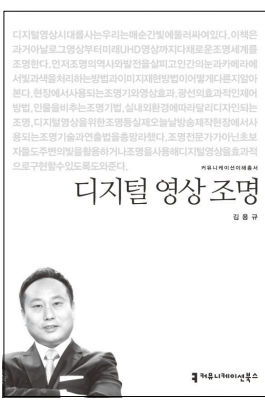 디지털영상시대를사는우리는매순간빛에둘러싸여있다.이책은
과거아날로그영상부터미래UHD영상까지다채로운조명세계를
조명한다.먼저조명의역사와발전을살피고인간의눈과카메라에
서빛과색을처리하는방법과이미지재현방법이어떻게다른지알아
본다.현장에서사용되는조명기와영상효과,광선의효과적인제어
방법,인물을비추는조명기법,실내외환경에따라달리디자인되는
조명,디지털영상을위한조명등실제오늘날방송제작현장에서사
용되는조명기술과연출법을총망라했다.조명전문가가아닌초보
자들도주변의빛을활용하거나조명을사용해디지털영상을효과적
으로구현할수있도록도와준다.
커뮤니케이션이해총서
디지털 영상 조명
김용규
커뮤니케이션북스